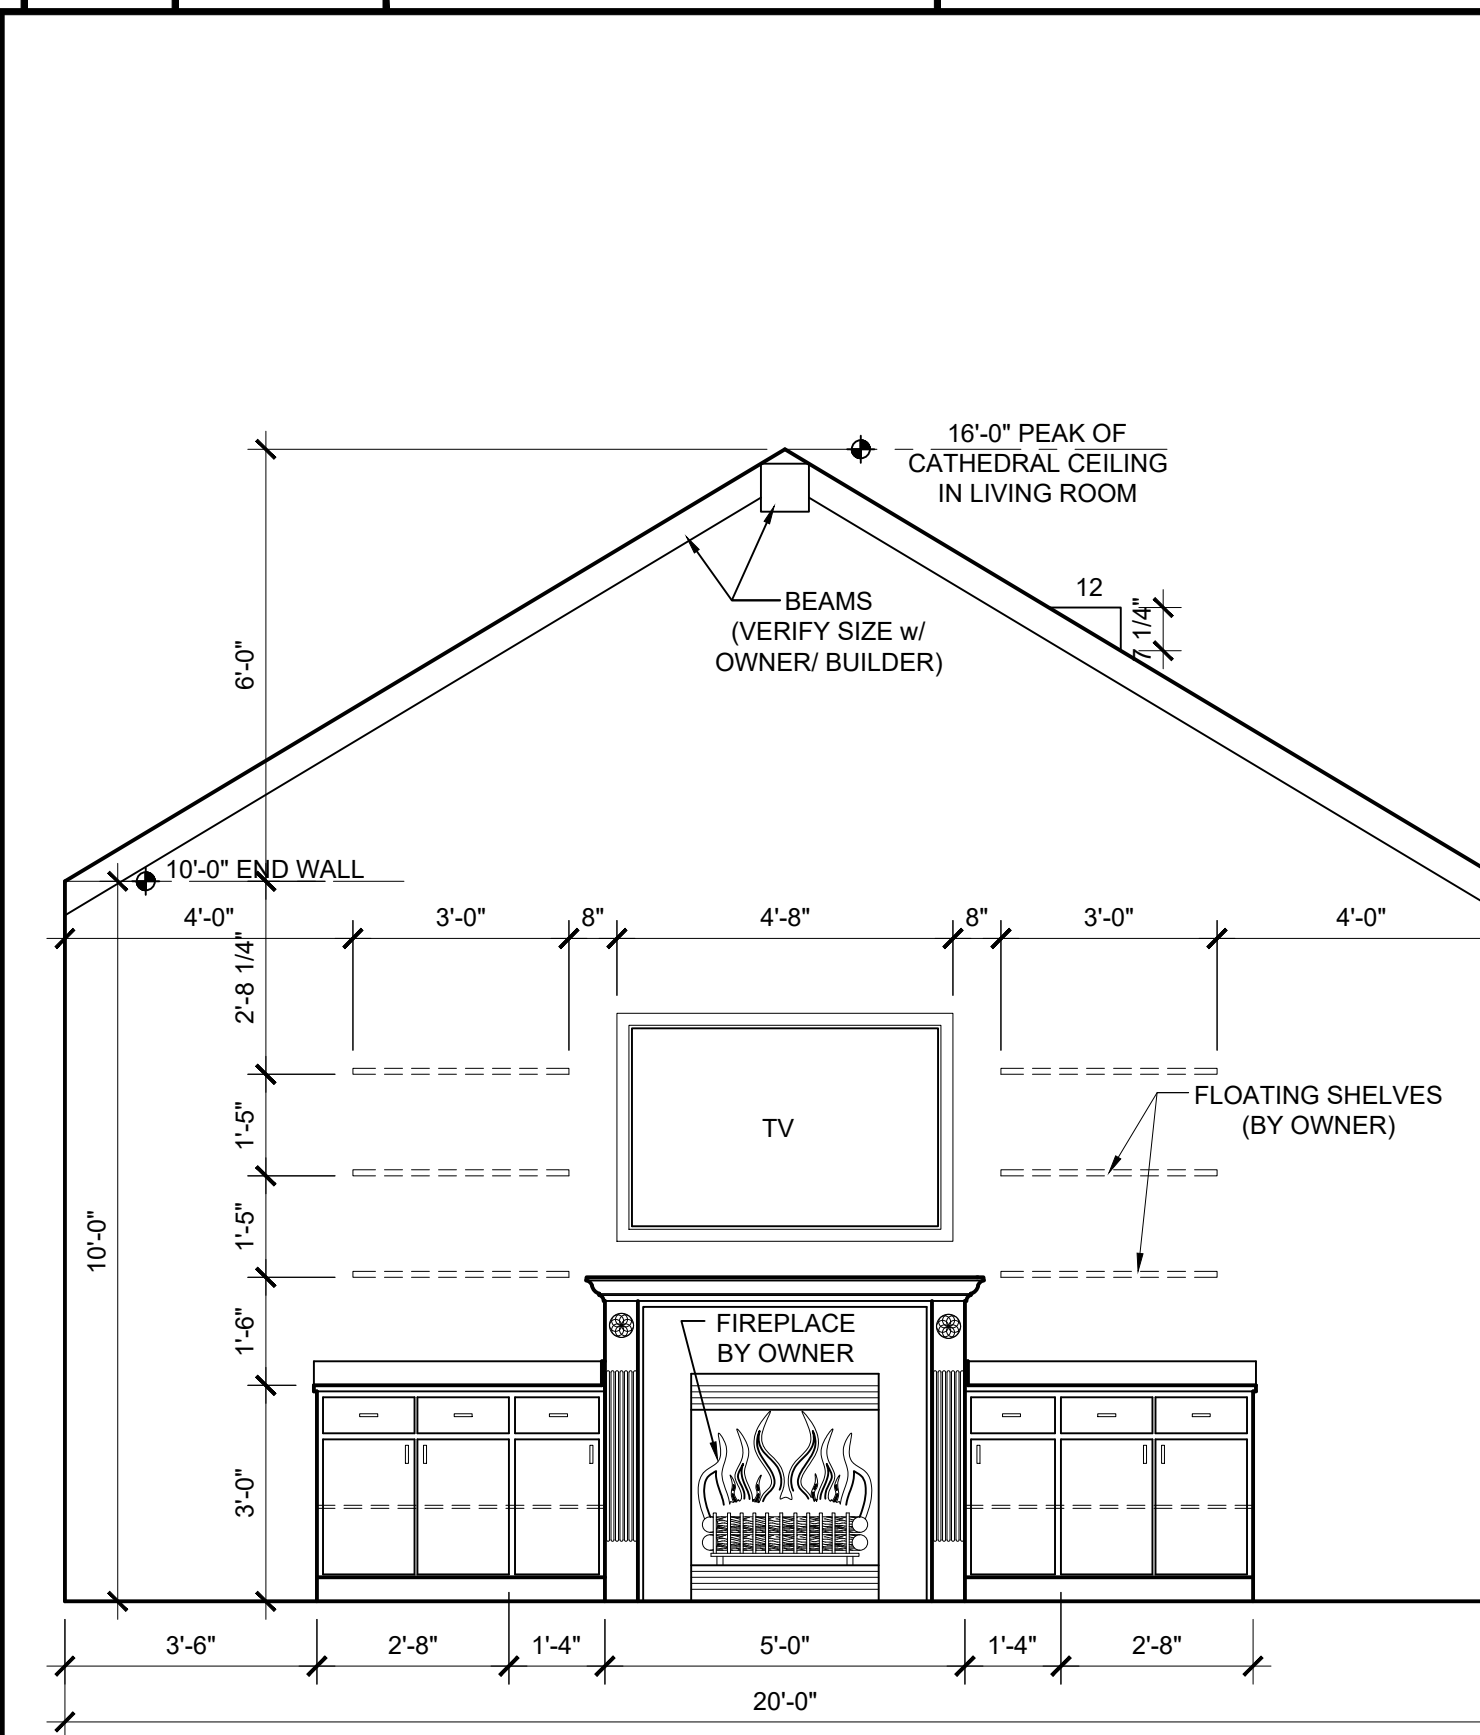 16'-0" PEAK OF
CATHEDRAL CEILING
IN LIVING ROOM
12
7 1/4"
BEAMS
(VERIFY SIZE w/
OWNER/ BUILDER)
6'-0"
10'-0" END WALL
4'-0"
3'-0"
8"
4'-8"
8"
3'-0"
4'-0"
2'-8 1/4"
FLOATING SHELVES
(BY OWNER)
TV
1'-5"
1'-5"
10'-0"
1'-6"
FIREPLACE
BY OWNER
3'-0"
3'-6"
2'-8"
1'-4"
5'-0"
1'-4"
2'-8"
20'-0"